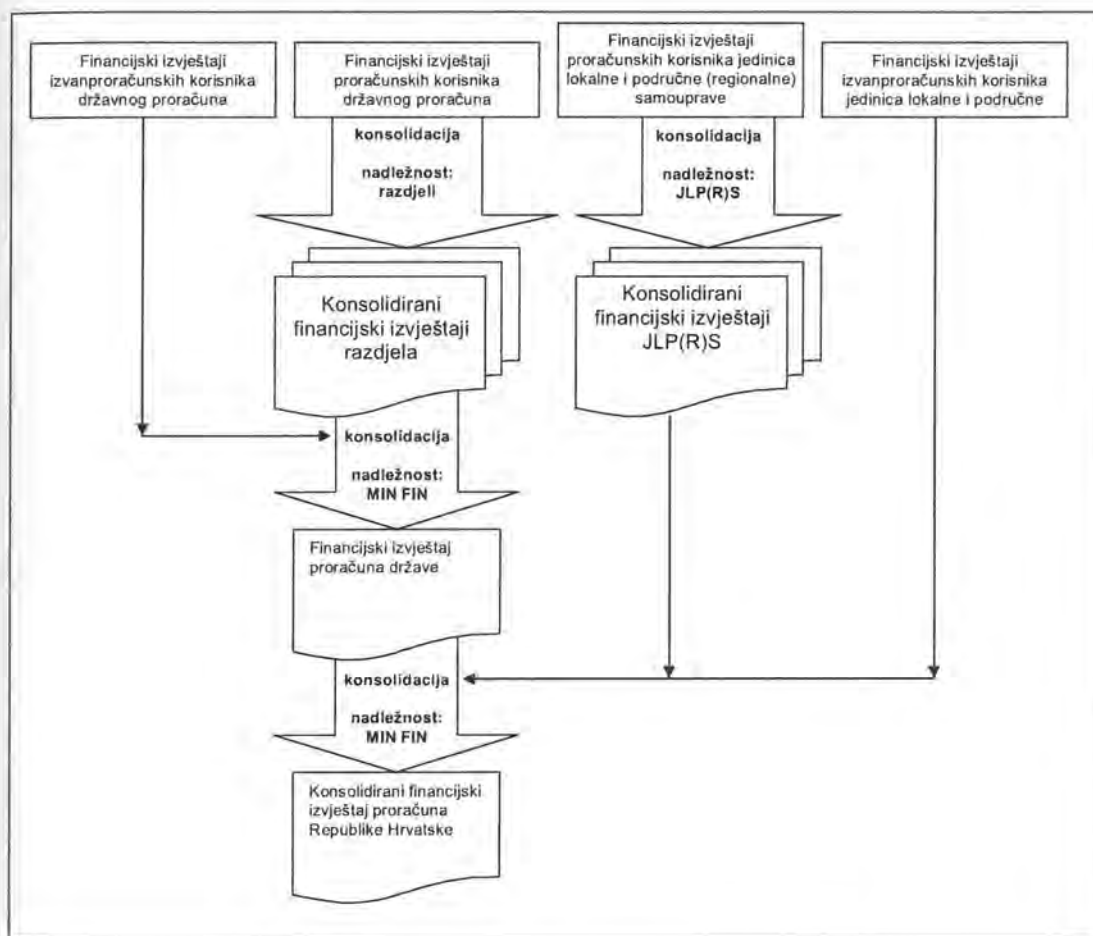 Financijski izvještaji
izvanproračunskih korisnika
državnog proračuna
Financijski izvještaji
proračunskih korisnika
državnog proračuna
Financijski izvještaji
proračunskih korisnika jedinica
lokalne i područne (regionalne)
samouprave
Financijski izvještaji
izvanproračunskih korisnika
jedinica lokalne i područne
konsolidacija
nadležnost:
razdjeli
konsolidacija
nadležnost:
JLP(R)S
Konsolidirani
financijski izvještaji
razdjela
Konsolidirani
financijski izvještaji
JLP(R)S
konsolidacija
nadležnost:
MIN FIN
Financijski izvještaj
proračuna države
konsolidacija
nadležnost:
MIN FIN
Konsolidirani financijski
izvještaj proračuna
Republike Hrvatske